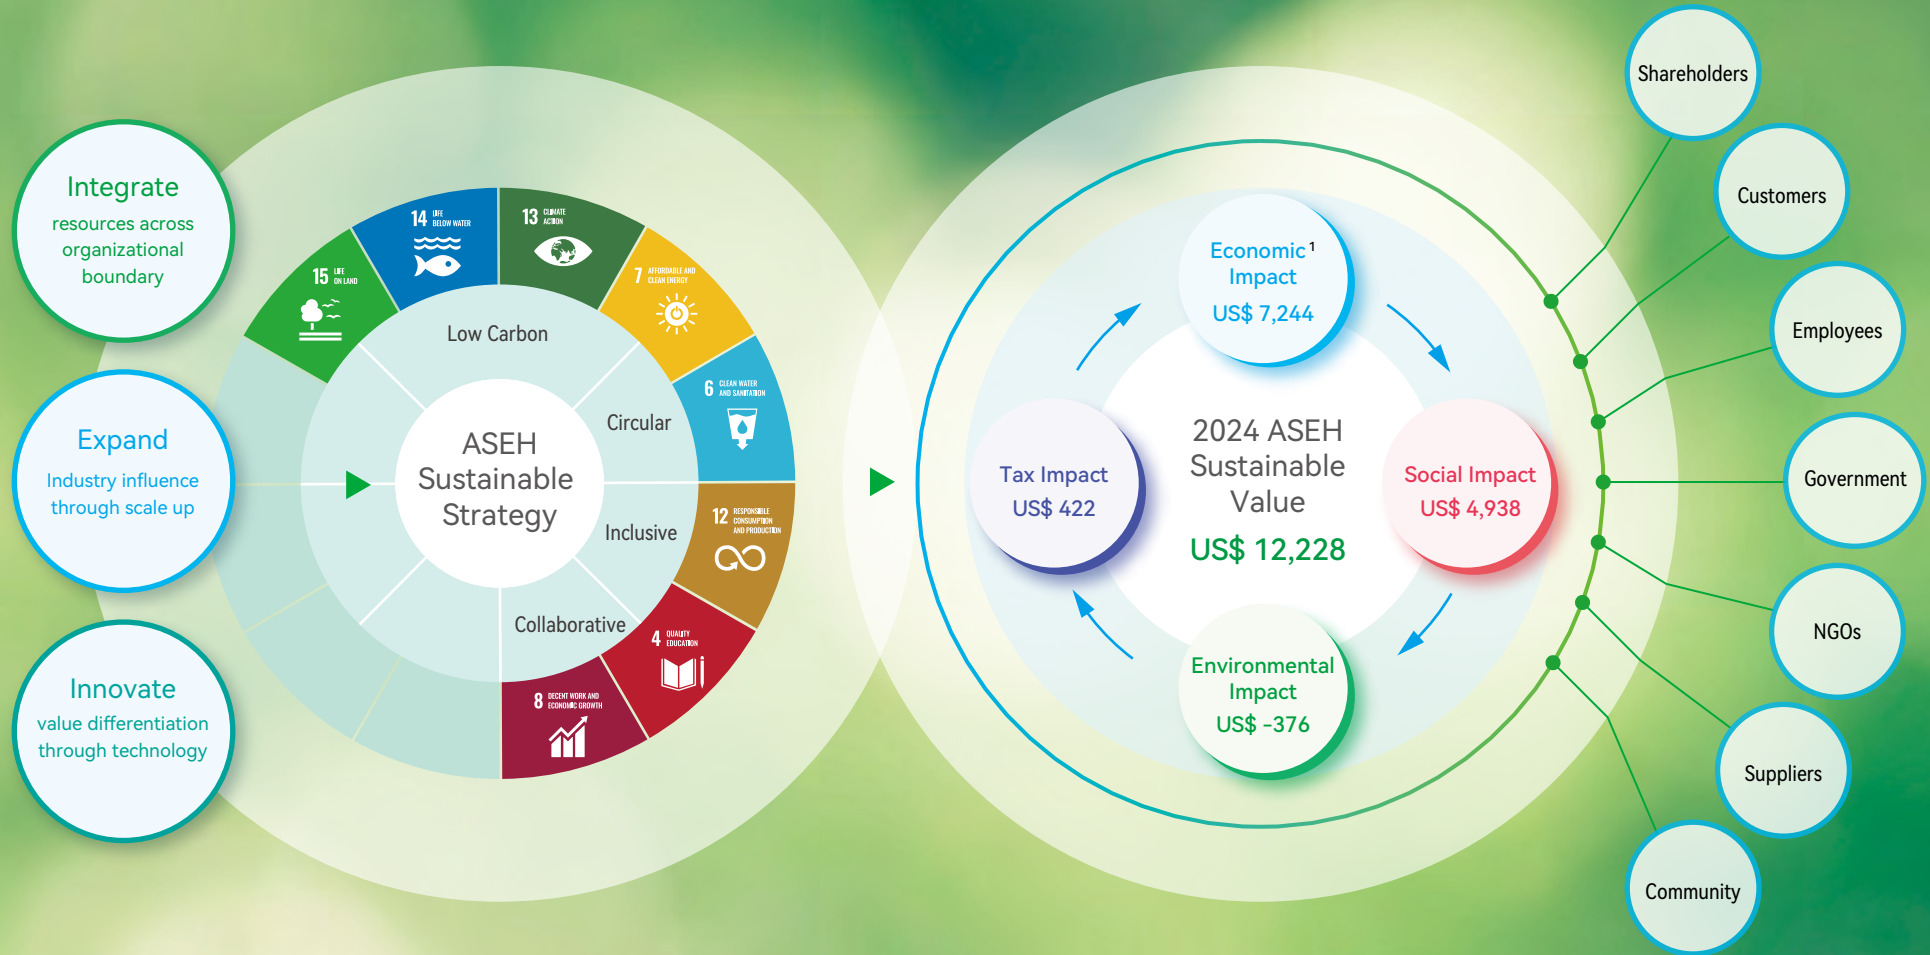 Integrate
resources across
organizational
boundary
Expand
Industry influence
through scale up
Innovate
value differentiation
through technology
15 LIFE
ON LAND
14 LIFE
BELOW WATER
13 CLIMATE
ACTION
7 AFFORDABLE AND
CLEAN ENERGY
6 CLEAN WATER
AND SANITATION
12 RESPONSIBLE
CONSUMPTION
AND PRODUCTION
4 QUALITY
EDUCATION
8 DECENT WORK AND
ECONOMIC GROWTH
Low Carbon
Circular
Inclusive
Collaborative
ASEH
Sustainable
Strategy
Economic 1
Impact
US$ 7,244
Tax Impact
US$ 422
2024 ASEH
Sustainable
Value
US$ 12,228
Social Impact
US$ 4,938
Environmental
Impact
US$ -376
Shareholders
Customers
Employees
Government
NGOs
Suppliers
Community